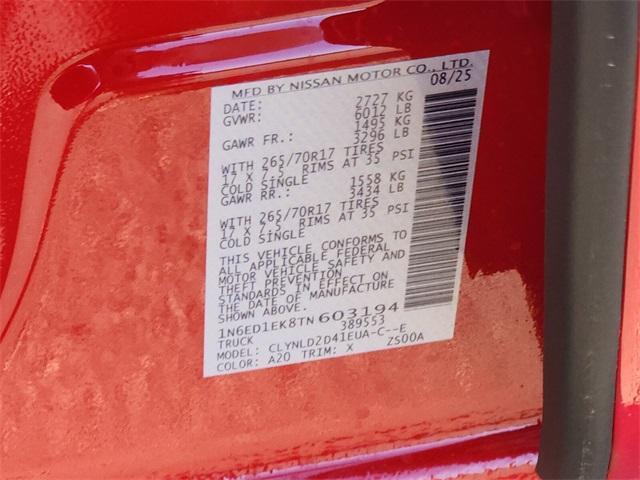 MFD BY NISSAN MOTOR CO., LTD.
DATE: 08/25
GVWR: 2727 KG
6012 LB
GAWR FR.: 1495 KG
3296 LB
WITH 265/70R17 TIRES
17 X 7.5 RIMS AT 35 PSI
COLD SINGLE
GAWR RR.: 1558 KG
3434 LB
WITH 265/70R17 TIRES
17 X 7.5 RIMS AT 35 PSI
COLD SINGLE
THIS VEHICLE CONFORMS TO
ALL APPLICABLE FEDERAL
MOTOR VEHICLE SAFETY AND
THEFT PREVENTION
STANDARDS IN EFFECT ON
THE DATE OF MANUFACTURE
SHOWN ABOVE.
1N6ED1EK8TN603194
TRUCK 389553
MODEL: CLYNLD2D41EUA-C--E
COLOR: A20 TRIM: X ZS00A